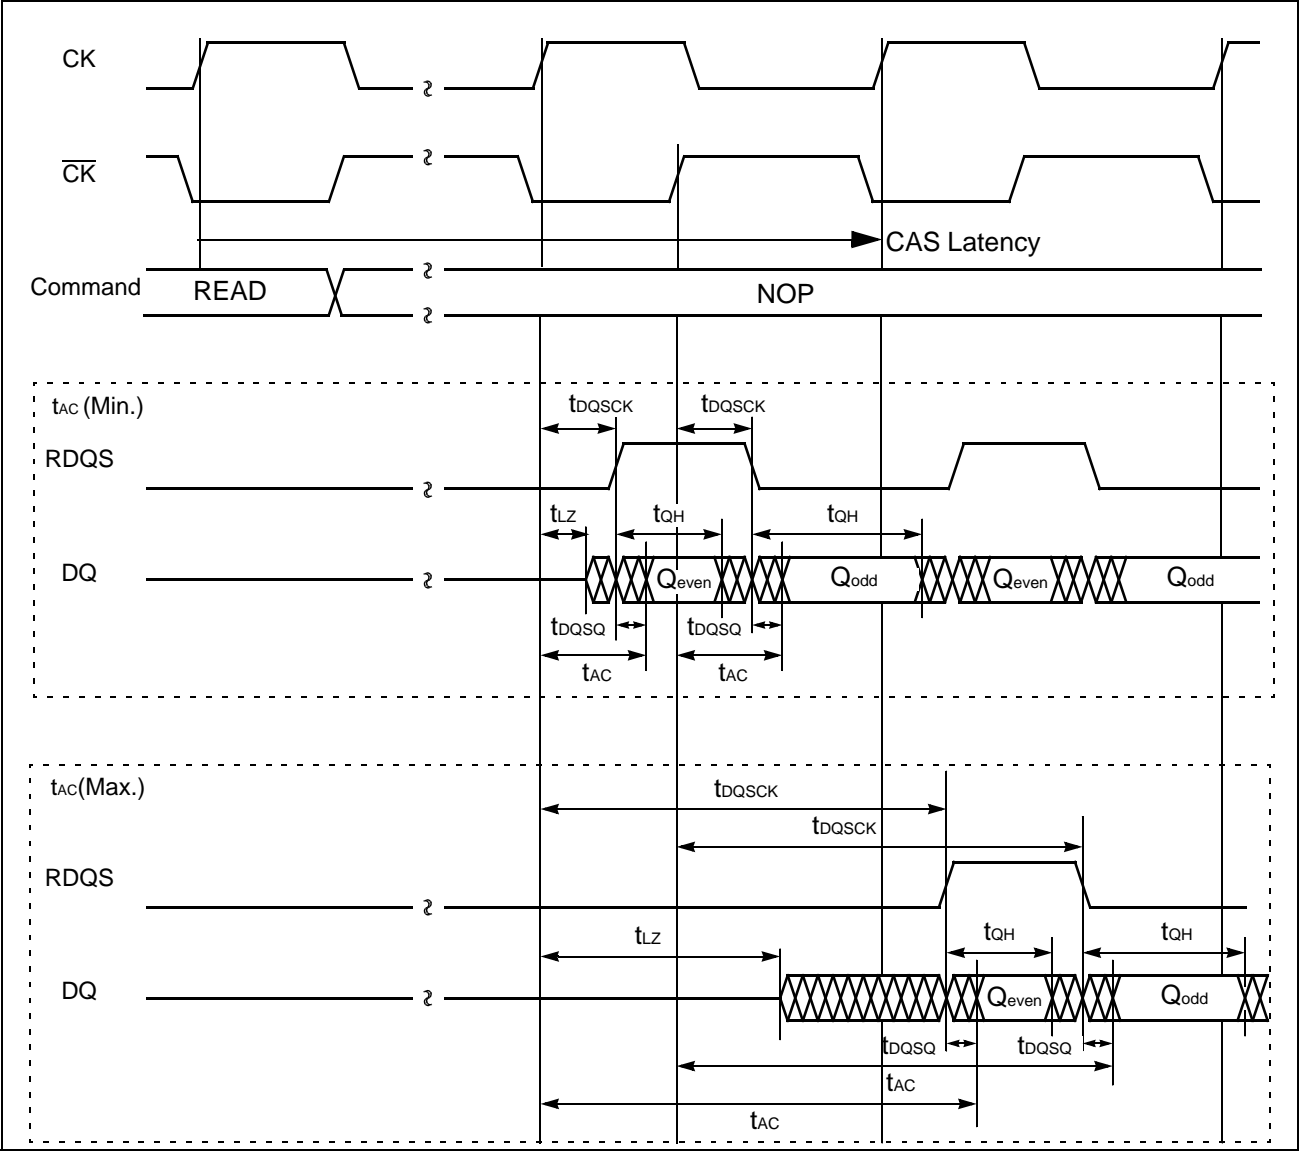 CK
CK
CAS Latency
Command READ NOP
tAC (Min.)
tDQSCK tDQSCK
RDQS
tLZ tQH tQH
DQ Qeven Qodd Qeven Qodd
tDQSQ tDQSQ
tAC tAC
tAC(Max.)
tDQSCK
tDQSCK
RDQS
tLZ tQH tQH
DQ Qeven Qodd
tDQSQ tDQSQ
tAC
tAC